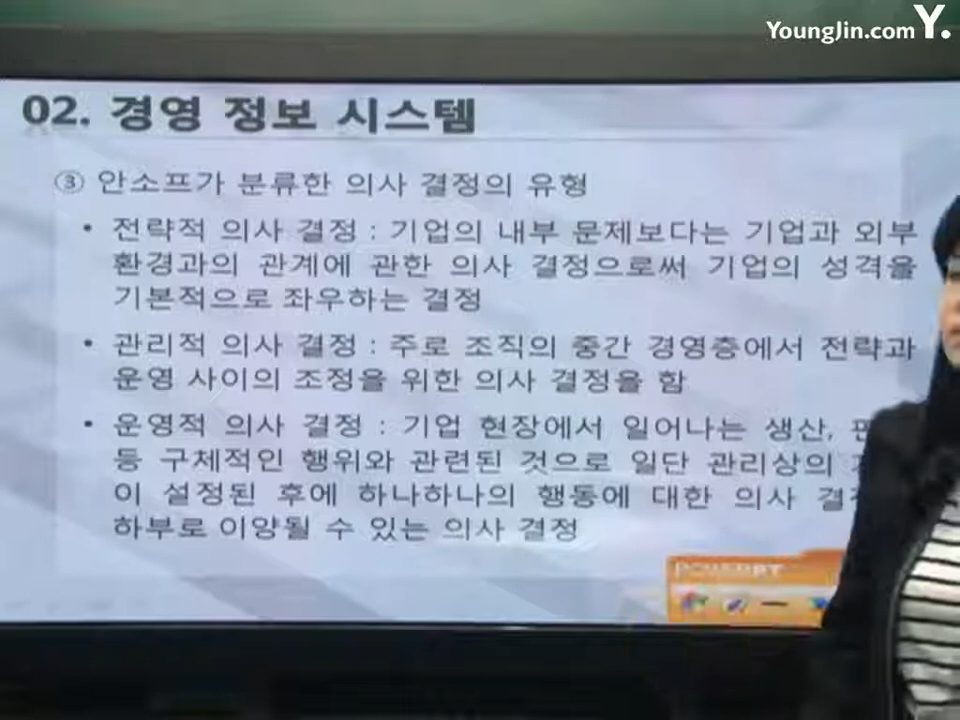 YoungJin.com Y.
02. 경영 정보 시스템
③ 안소프가 분류한 의사 결정의 유형
• 전략적 의사 결정 : 기업의 내부 문제보다는 기업과 외부
환경과의 관계에 관한 의사 결정으로써 기업의 성격을
기본적으로 좌우하는 결정
• 관리적 의사 결정 : 주로 조직의 중간 경영층에서 전략과
운영 사이의 조정을 위한 의사 결정을 함
• 운영적 의사 결정 : 기업 현장에서 일어나는 생산,
등 구체적인 행위와 관련된 것으로 일단 관리상의
이 설정된 후에 하나하나의 행동에 대한 의사
하부로 이양될 수 있는 의사 결정
POWERPT